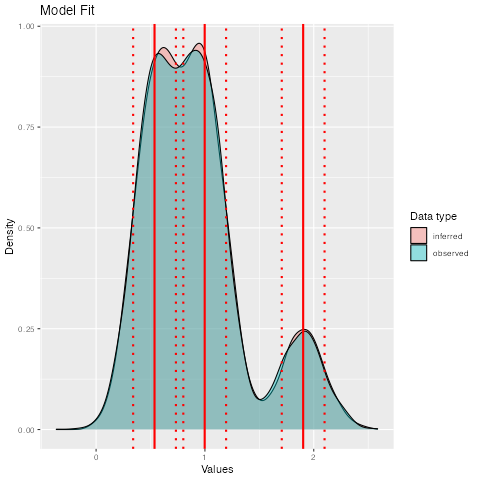 Model Fit
1.00
0.75
0.50
0.25
0.00
Density
0
1
2
Values
Data type
inferred
observed